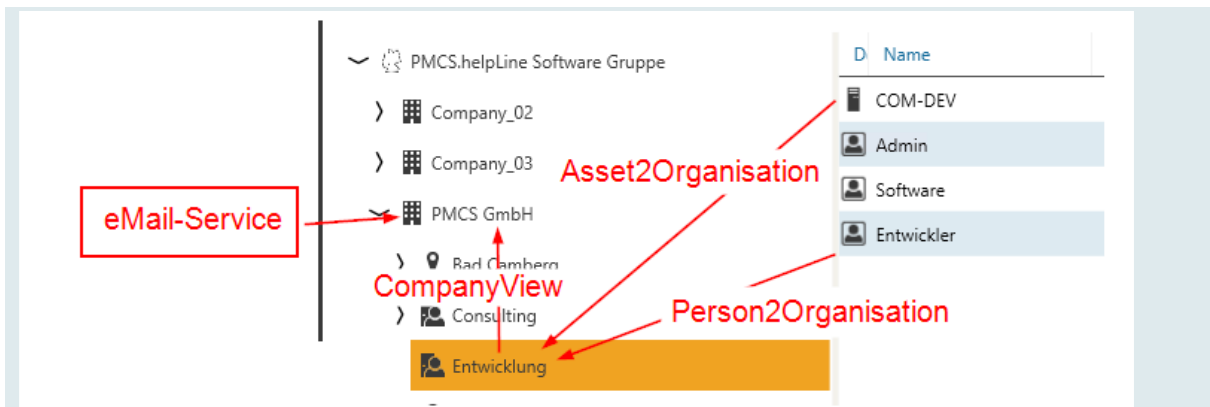 PMCS.helpLine Software Gruppe
Company_02
Company_03
PMCS GmbH
Bad Camberg
Consulting
Entwicklung
eMail-Service
CompanyView
Asset2Organisation
Person2Organisation
D Name
COM-DEV
Admin
Software
Entwickler